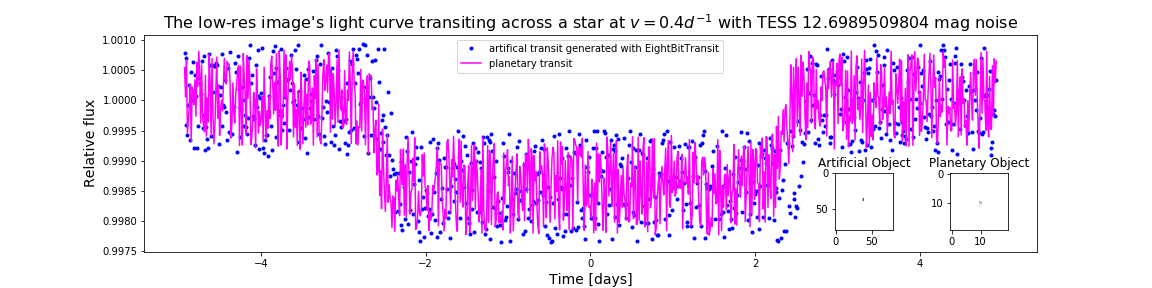 The low-res image's light curve transiting across a star at v = 0.4d⁻¹ with TESS 12.6989509804 mag noise
1.0010
1.0005
1.0000
0.9995
0.9990
0.9985
0.9980
0.9975
Relative flux
artifical transit generated with EightBitTransit
planetary transit
Artificial Object
0
50
0 50
Planetary Object
0
10
0 10
−4 −2 0 2 4
Time [days]